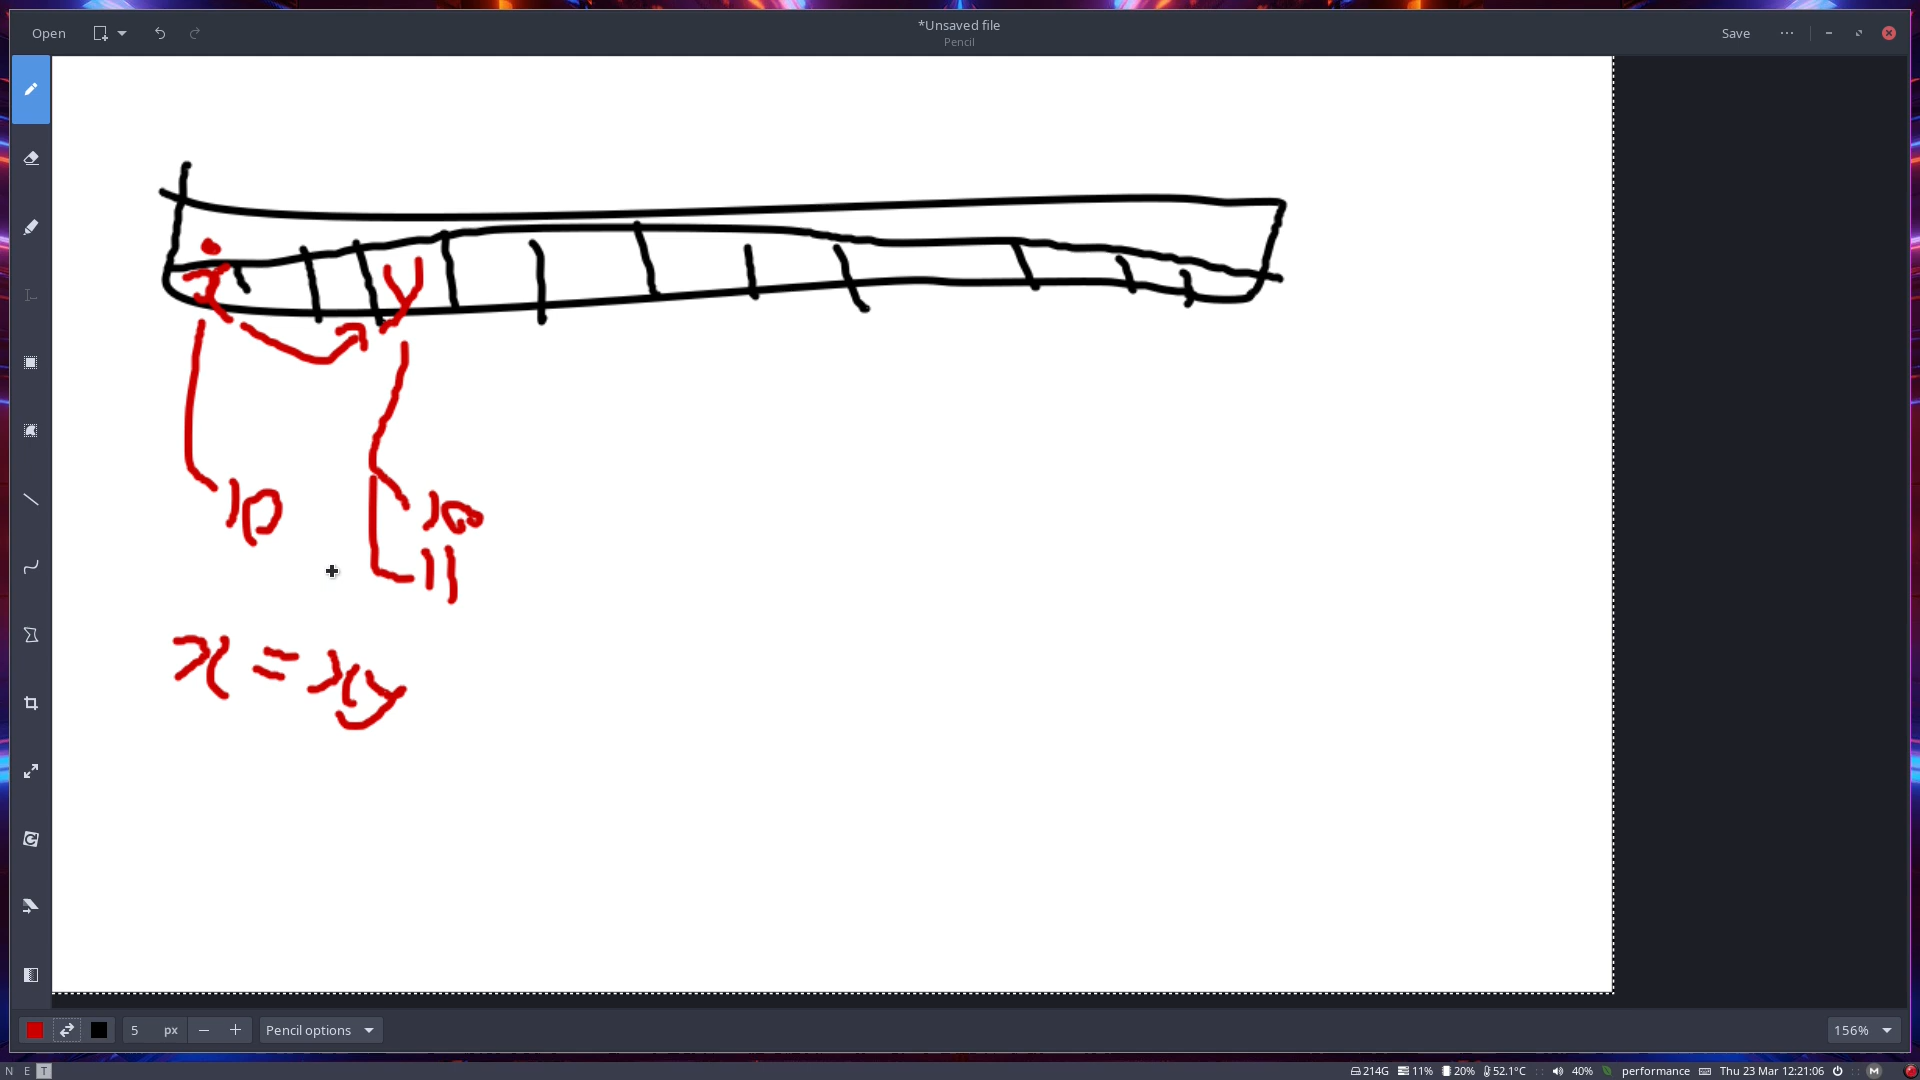 *Unsaved file
Open
Save
Pencil
x
y
10
10
11
x = xy
5 px
Pencil options
156%
N E T
214G 11% 20% 52.1°C 40% performance Thu 23 Mar 12:21:06 M